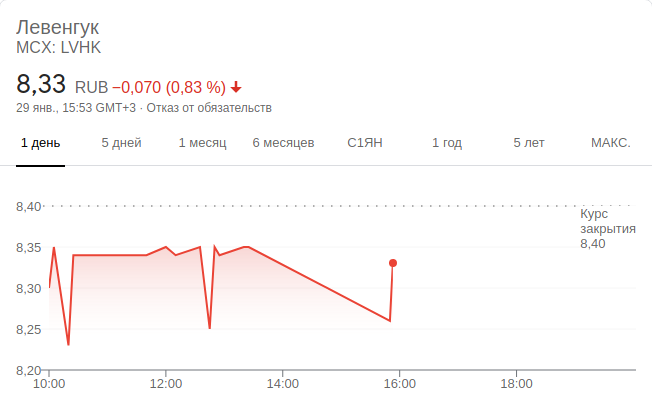 Левенгук
MCX: LVHK
8,33 RUB −0,070 (0,83 %)
29 янв., 15:53 GMT+3 · Отказ от обязательств
1 день 5 дней 1 месяц 6 месяцев С1ЯН 1 год 5 лет МАКС.
8,40
Курс
закрытия
8,40
8,35
8,30
8,25
8,20
10:00 12:00 14:00 16:00 18:00